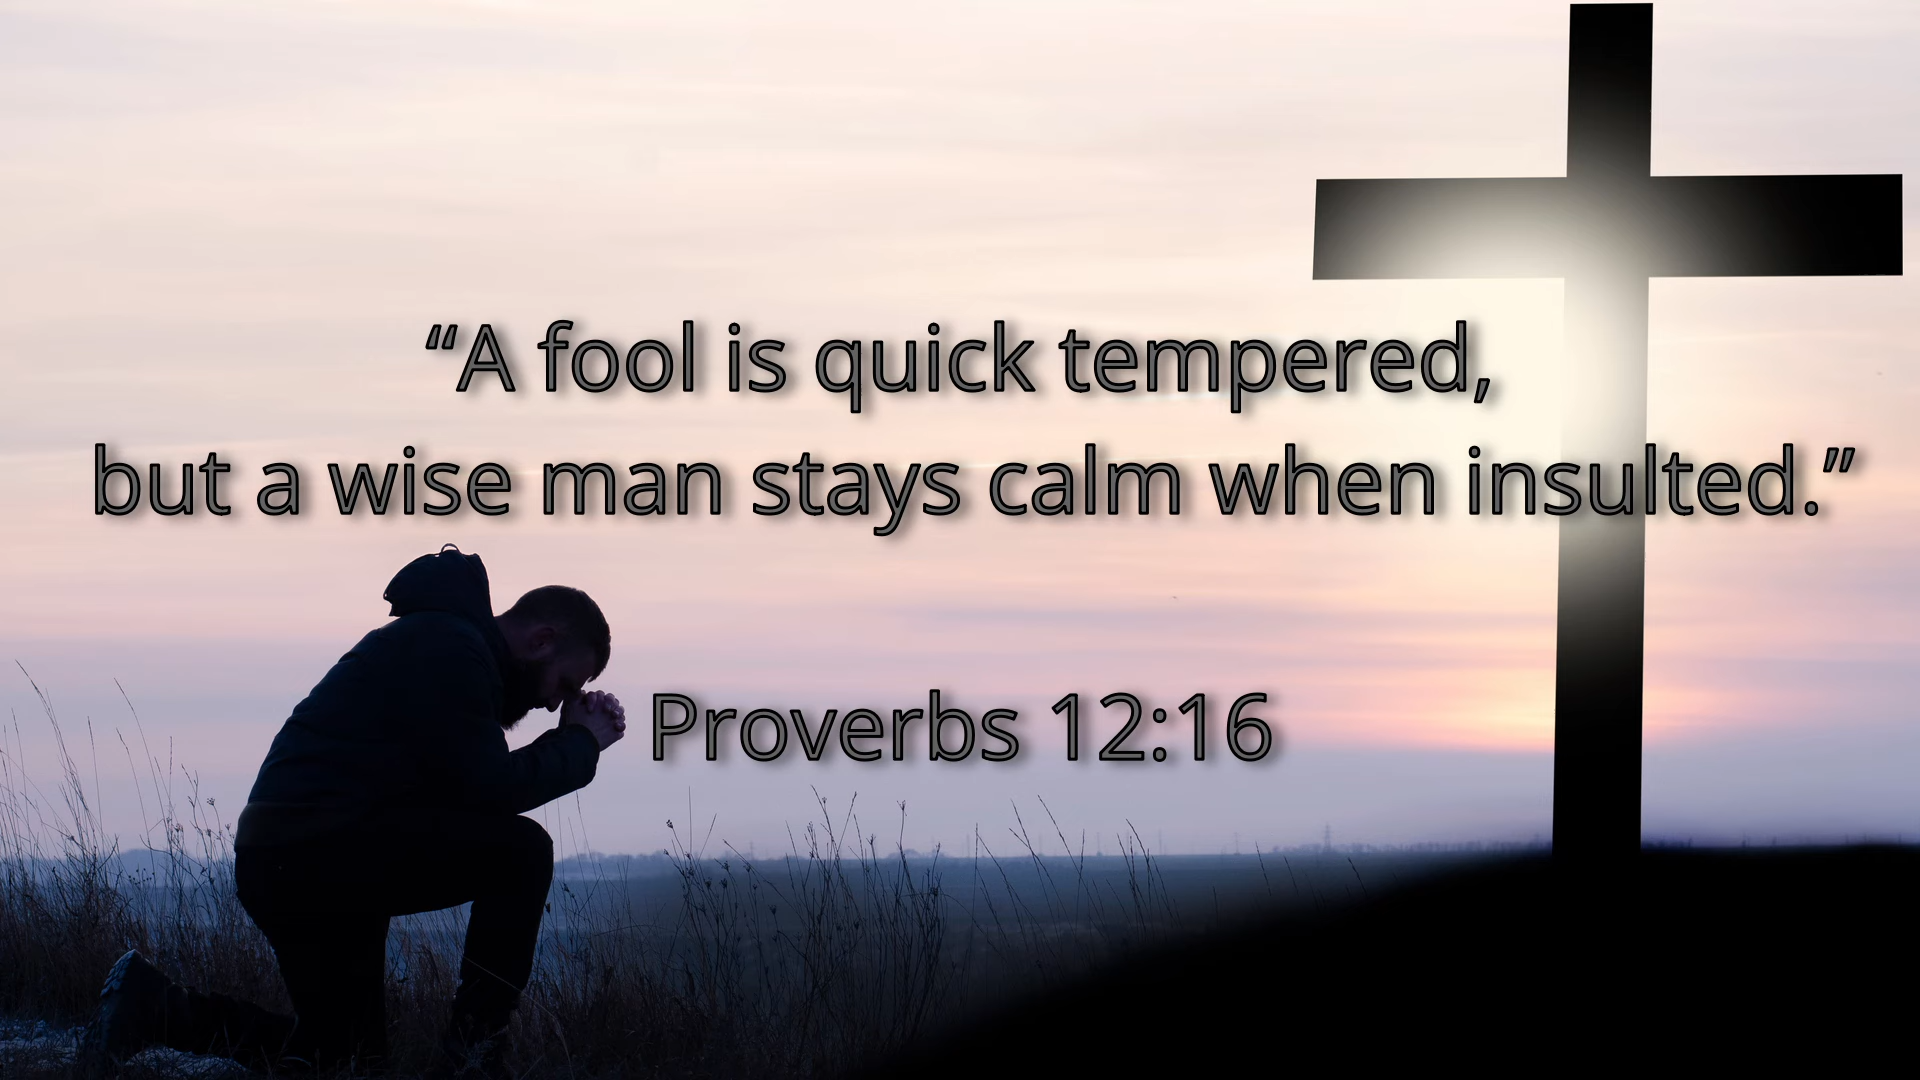 “A fool is quick tempered,
but a wise man stays calm when insulted.”
Proverbs 12:16